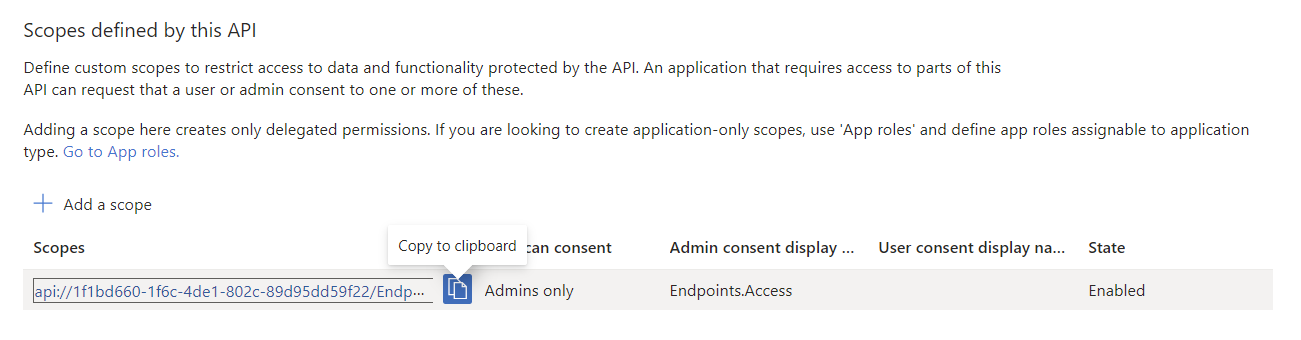 Scopes defined by this API
Define custom scopes to restrict access to data and functionality protected by the API. An application that requires access to parts of this
API can request that a user or admin consent to one or more of these.
Adding a scope here creates only delegated permissions. If you are looking to create application-only scopes, use 'App roles' and define app roles assignable to application
type. Go to App roles.
Add a scope
Copy to clipboard
Scopes can consent Admin consent display ... User consent display na... State
api://1f1bd660-1f6c-4de1-802c-89d95dd59f22/Endp... Admins only Endpoints.Access Enabled